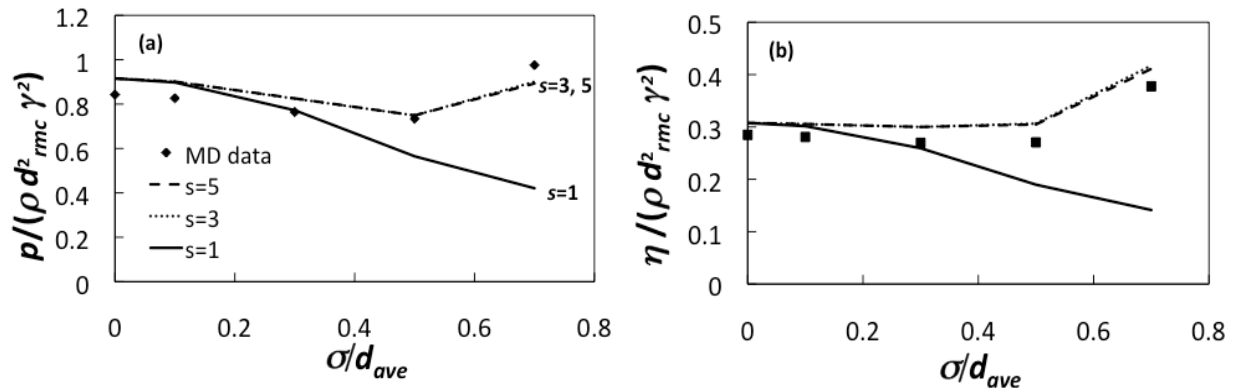 (a)
p/(ρ d²rmc γ²)
1.2
1
0.8
0.6
0.4
0.2
0
MD data
s=5
s=3
s=1
s=3, 5
s=1
0 0.2 0.4 0.6 0.8
σ/dave
(b)
η /(ρ d²rmc γ²)
0.5
0.4
0.3
0.2
0.1
0
0 0.2 0.4 0.6 0.8
σ/dave